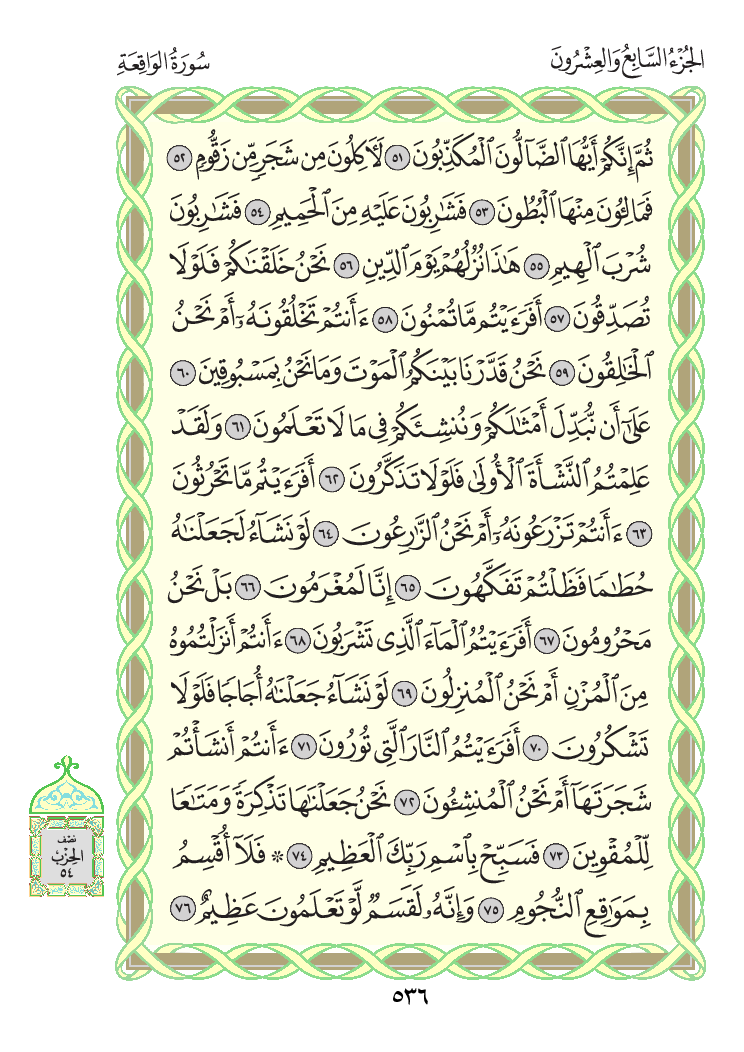 الجُزْءُ السَّابِعُ وَالعِشْرُونَ
سُورَةُ الوَاقِعَةِ
ثُمَّ إِنَّكُمْ أَيُّهَا ٱلضَّآلُّونَ ٱلْمُكَذِّبُونَ ٥١ لَأٓكِلُونَ مِن شَجَرٍ مِّن زَقُّومٍ ٥٢
فَمَالِـُٔونَ مِنْهَا ٱلْبُطُونَ ٥٣ فَشَٰرِبُونَ عَلَيْهِ مِنَ ٱلْحَمِيمِ ٥٤ فَشَٰرِبُونَ
شُرْبَ ٱلْهِيمِ ٥٥ هَٰذَا نُزُلُهُمْ يَوْمَ ٱلدِّينِ ٥٦ نَحْنُ خَلَقْنَٰكُمْ فَلَوْلَا
تُصَدِّقُونَ ٥٧ أَفَرَءَيْتُم مَّا تُمْنُونَ ٥٨ ءَأَنتُمْ تَخْلُقُونَهُۥٓ أَمْ نَحْنُ
ٱلْخَٰلِقُونَ ٥٩ نَحْنُ قَدَّرْنَا بَيْنَكُمُ ٱلْمَوْتَ وَمَا نَحْنُ بِمَسْبُوقِينَ ٦٠
عَلَىٰٓ أَن نُّبَدِّلَ أَمْثَٰلَكُمْ وَنُنشِئَكُمْ فِى مَا لَا تَعْلَمُونَ ٦١ وَلَقَدْ
عَلِمْتُمُ ٱلنَّشْأَةَ ٱلْأُولَىٰ فَلَوْلَا تَذَكَّرُونَ ٦٢ أَفَرَءَيْتُم مَّا تَحْرُثُونَ
٦٣ ءَأَنتُمْ تَزْرَعُونَهُۥٓ أَمْ نَحْنُ ٱلزَّٰرِعُونَ ٦٤ لَوْ نَشَآءُ لَجَعَلْنَٰهُ
حُطَٰمًا فَظَلْتُمْ تَفَكَّهُونَ ٦٥ إِنَّا لَمُغْرَمُونَ ٦٦ بَلْ نَحْنُ
مَحْرُومُونَ ٦٧ أَفَرَءَيْتُمُ ٱلْمَآءَ ٱلَّذِى تَشْرَبُونَ ٦٨ ءَأَنتُمْ أَنزَلْتُمُوهُ
مِنَ ٱلْمُزْنِ أَمْ نَحْنُ ٱلْمُنزِلُونَ ٦٩ لَوْ نَشَآءُ جَعَلْنَٰهُ أُجَاجًا فَلَوْلَا
تَشْكُرُونَ ٧٠ أَفَرَءَيْتُمُ ٱلنَّارَ ٱلَّتِى تُورُونَ ٧١ ءَأَنتُمْ أَنشَأْتُمْ
شَجَرَتَهَآ أَمْ نَحْنُ ٱلْمُنشِـُٔونَ ٧٢ نَحْنُ جَعَلْنَٰهَا تَذْكِرَةً وَمَتَٰعًا
لِّلْمُقْوِينَ ٧٣ فَسَبِّحْ بِٱسْمِ رَبِّكَ ٱلْعَظِيمِ ٧٤ ۞ فَلَآ أُقْسِمُ
بِمَوَٰقِعِ ٱلنُّجُومِ ٧٥ وَإِنَّهُۥ لَقَسَمٌ لَّوْ تَعْلَمُونَ عَظِيمٌ ٧٦
نِصْف
الحِزْب
٥٤
٥٣٦